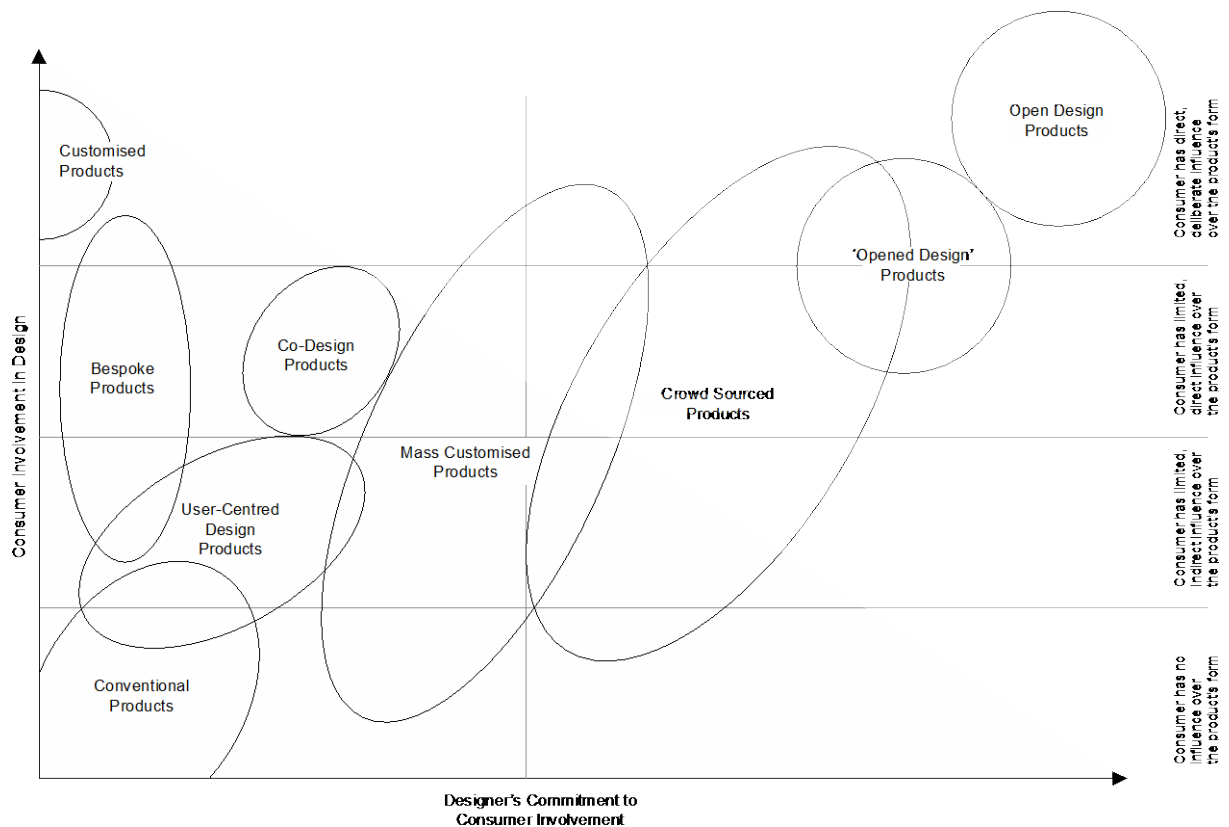 Open Design
Products
Customised
Products
'Opened Design'
Products
Co-Design
Products
Bespoke
Products
Crowd Sourced
Products
Mass Customised
Products
User-Centred
Design
Products
Conventional
Products
Consumer Involvement in Design
Designer's Commitment to
Consumer Involvement
Consumer has direct,
deliberate influence
over the product's form
Consumer has limited,
direct influence over
the product's form
Consumer has limited,
indirect influence over
the product's form
Consumer has no
influence over
the product's form